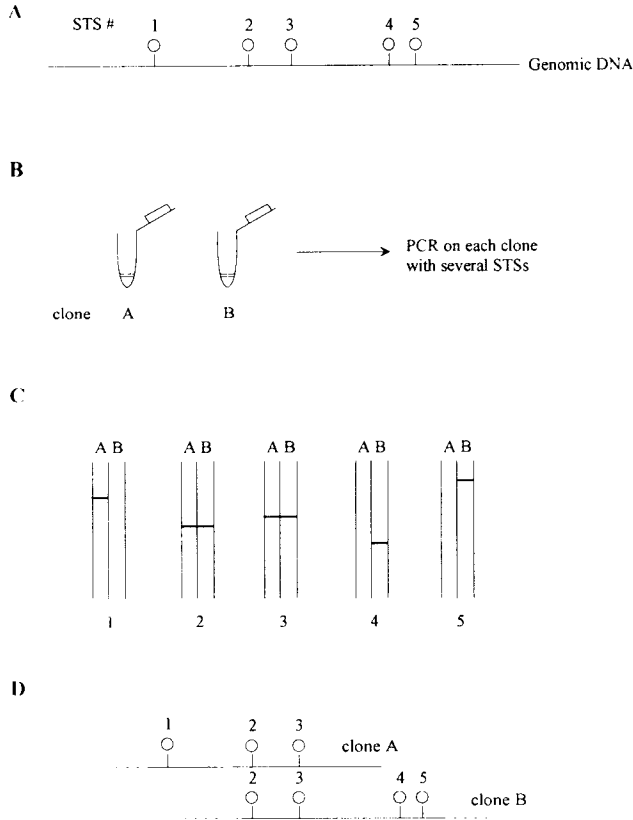 A
STS # 1 2 3 4 5
Genomic DNA
B
PCR on each clone
with several STSs
clone A B
C
A B A B A B A B A B
1 2 3 4 5
D
1 2 3
clone A
2 3 4 5
clone B